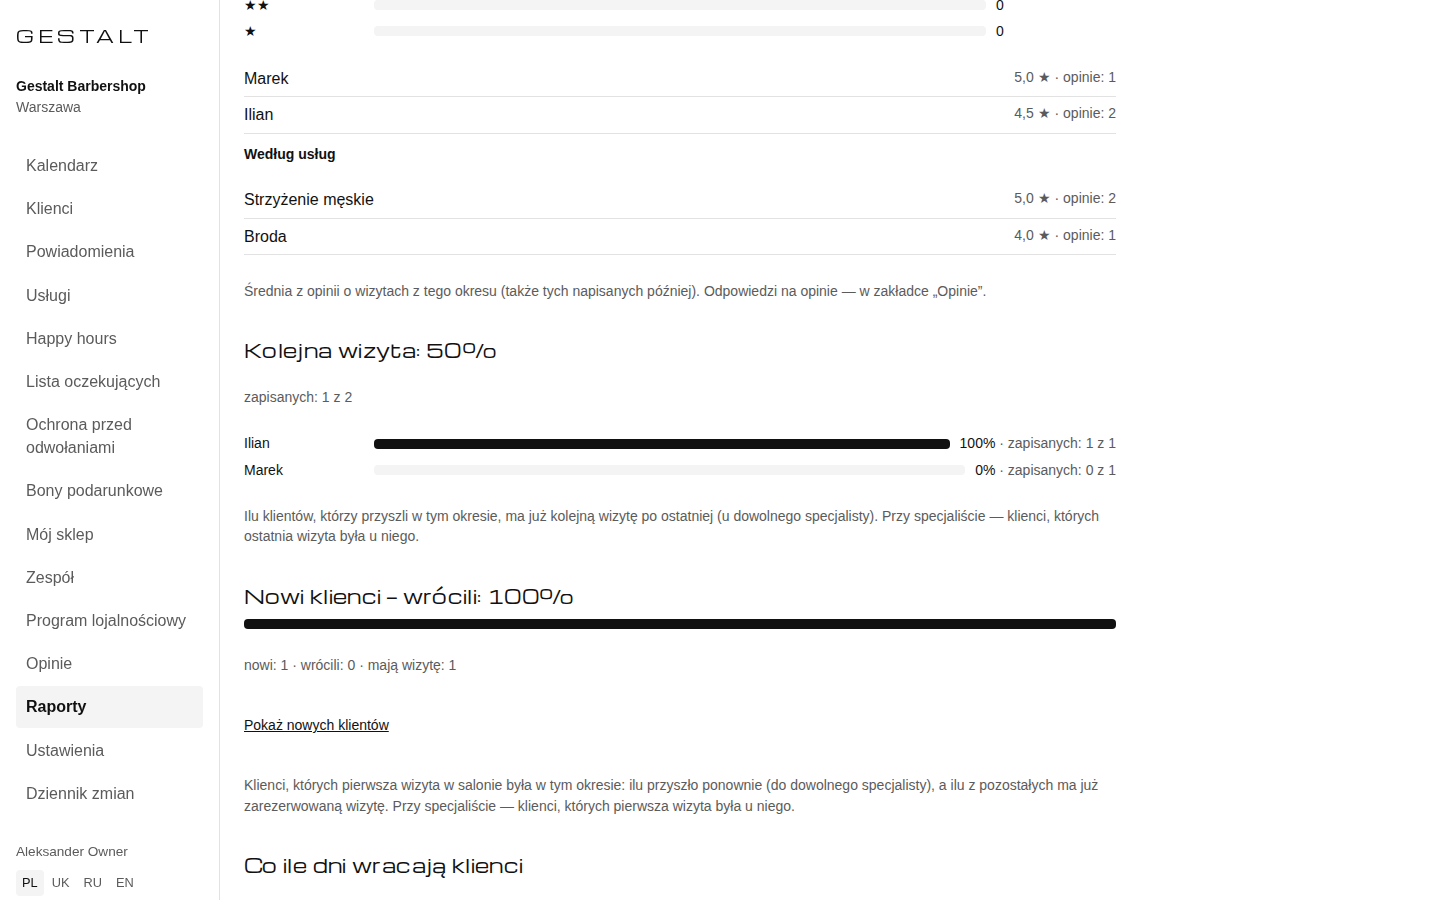 GESTALT
Gestalt Barbershop
Warszawa
Kalendarz
Klienci
Powiadomienia
Usługi
Happy hours
Lista oczekujących
Ochrona przed
odwołaniami
Bony podarunkowe
Mój sklep
Zespół
Program lojalnościowy
Opinie
Raporty
Ustawienia
Dziennik zmian
Aleksander Owner
PL UK RU EN
★★ 0
★ 0
Marek 5,0 ★ · opinie: 1
Ilian 4,5 ★ · opinie: 2
Według usług
Strzyżenie męskie 5,0 ★ · opinie: 2
Broda 4,0 ★ · opinie: 1
Średnia z opinii o wizytach z tego okresu (także tych napisanych później). Odpowiedzi na opinie — w zakładce „Opinie”.
Kolejna wizyta: 50%
zapisanych: 1 z 2
Ilian 100% · zapisanych: 1 z 1
Marek 0% · zapisanych: 0 z 1
Ilu klientów, którzy przyszli w tym okresie, ma już kolejną wizytę po ostatniej (u dowolnego specjalisty). Przy specjaliście — klienci, których
ostatnia wizyta była u niego.
Nowi klienci – wrócili: 100%
nowi: 1 · wrócili: 0 · mają wizytę: 1
Pokaż nowych klientów
Klienci, których pierwsza wizyta w salonie była w tym okresie: ilu przyszło ponownie (do dowolnego specjalisty), a ilu z pozostałych ma już
zarezerwowaną wizytę. Przy specjaliście — klienci, których pierwsza wizyta była u niego.
Co ile dni wracają klienci